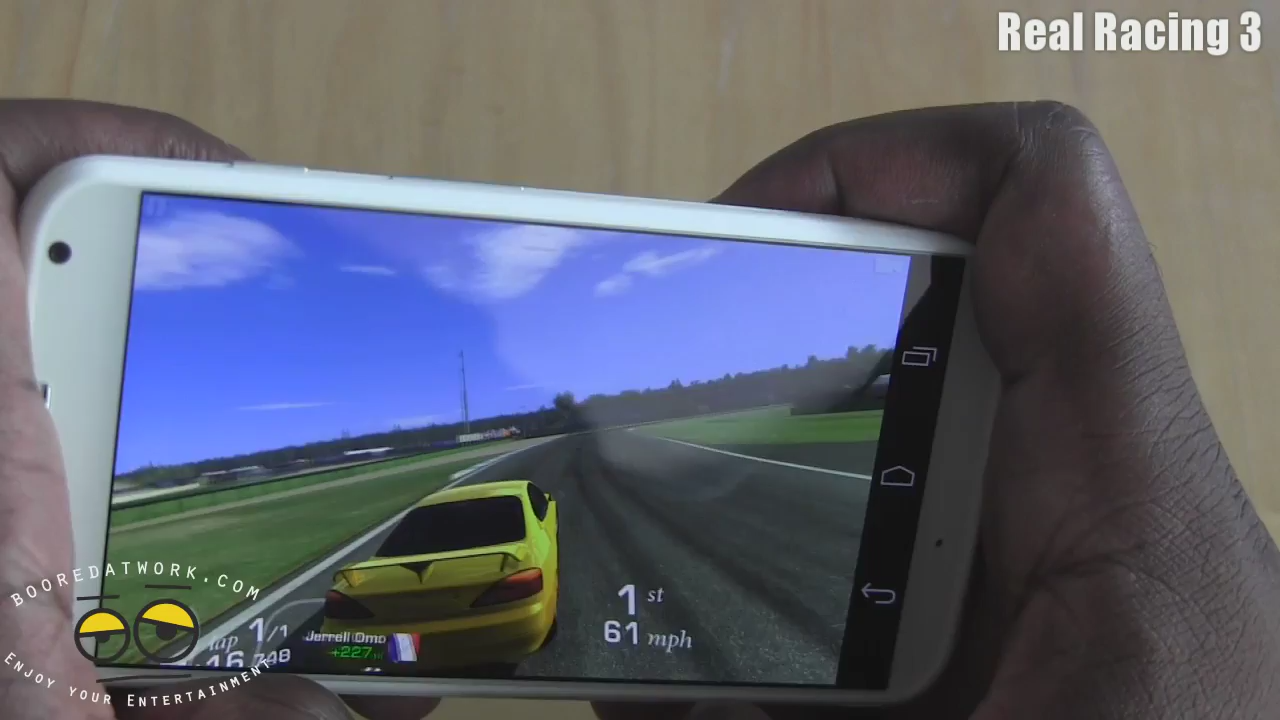 Real Racing 3
BOOREDATWORK.COM
ENJOY YOUR ENTERTAINMENT
1st
61 mph
lap 1/1
Jerrell Omo
+227